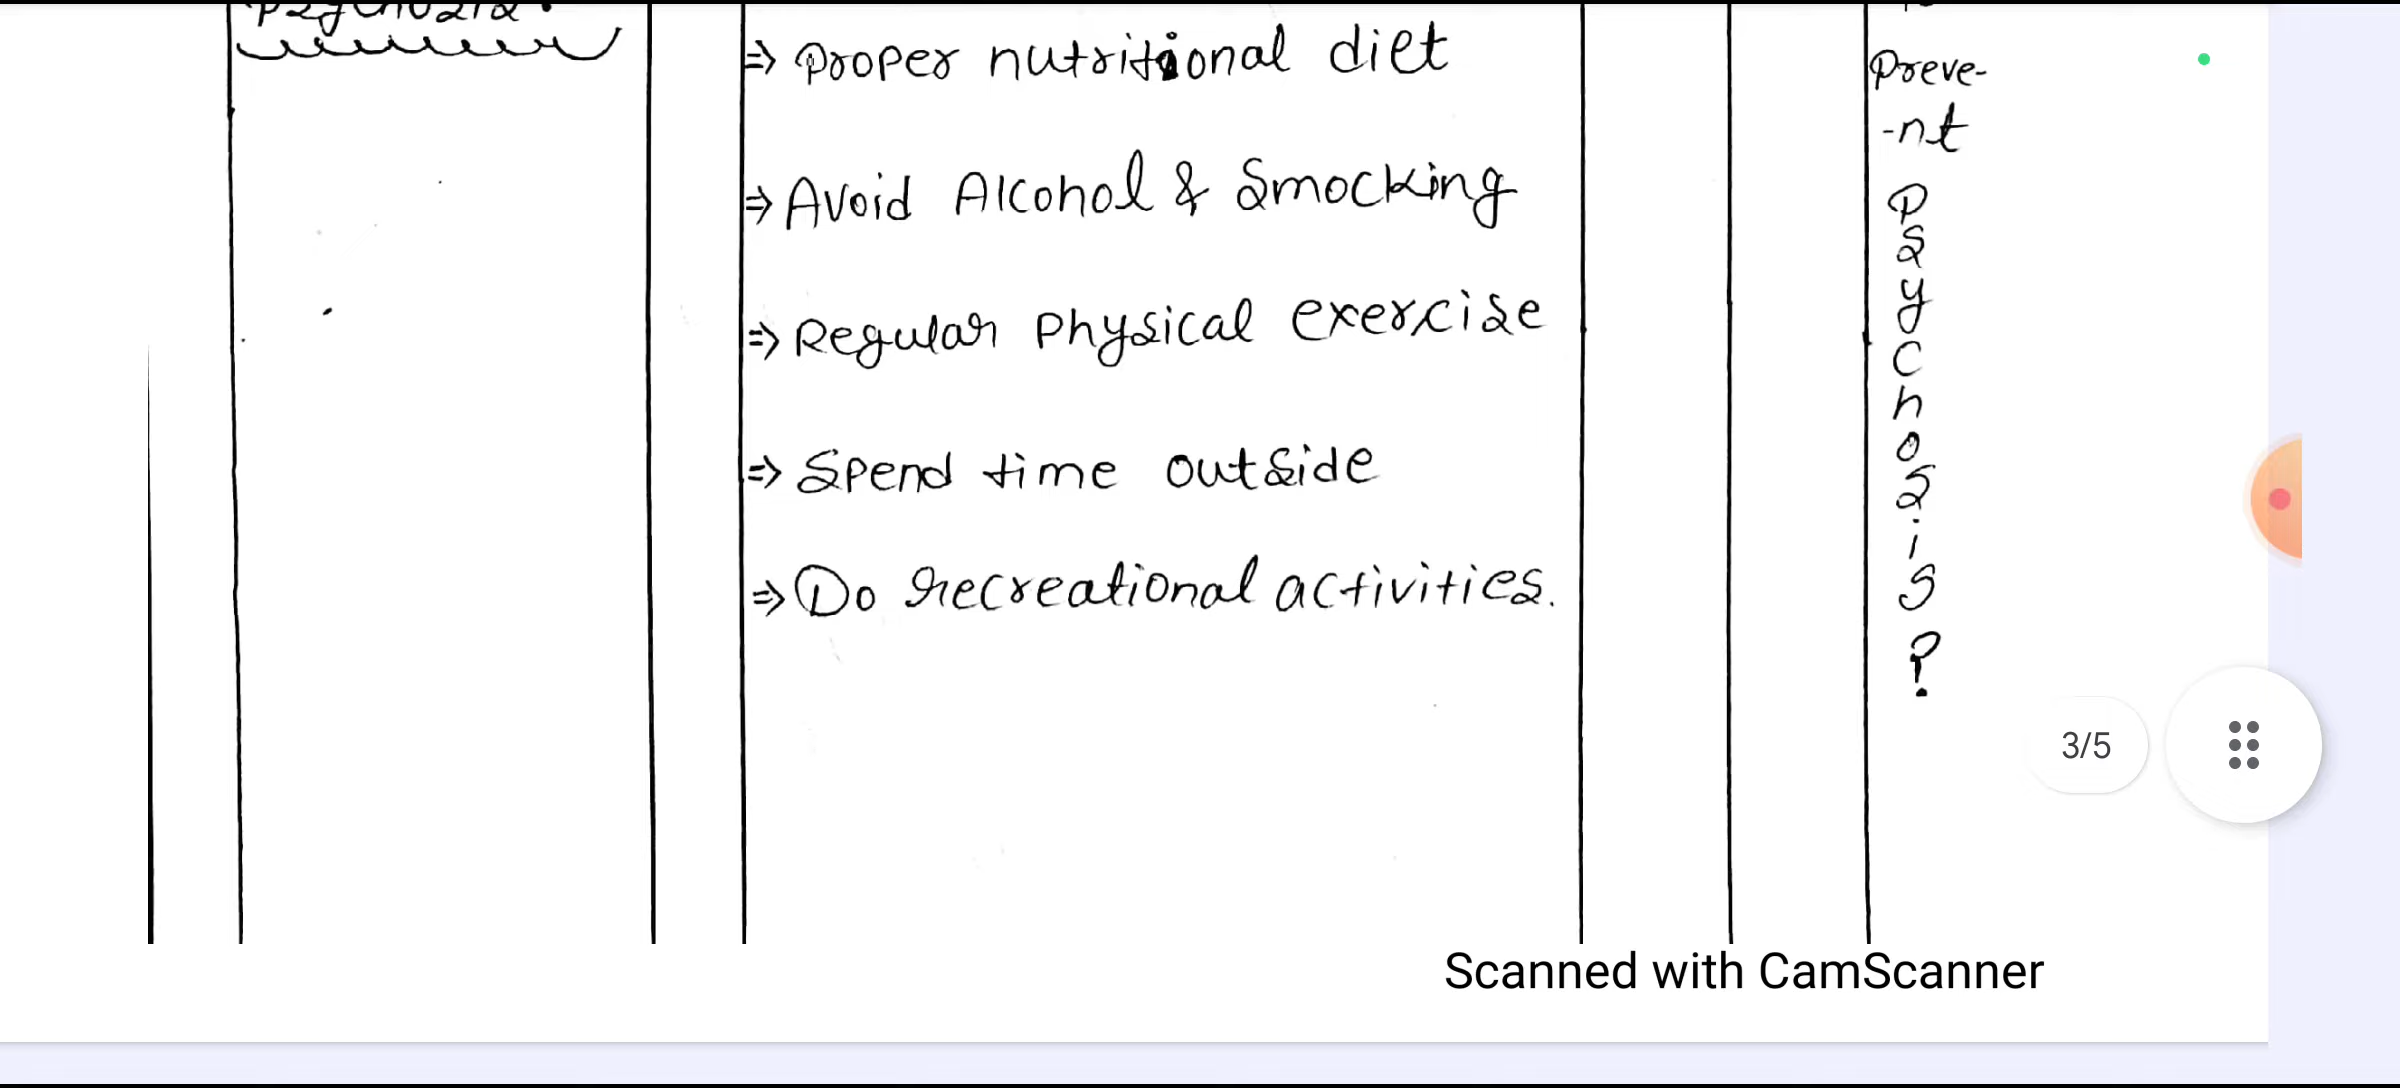 Psychosis.
⇒ Proper nutritional diet
⇒ Avoid Alcohol & Smocking
⇒ Regular Physical exercise
⇒ Spend time outside
⇒ Do recreational activities.
Preve-
-nt
P
s
y
c
h
o
s
i
s
?
3/5
Scanned with CamScanner